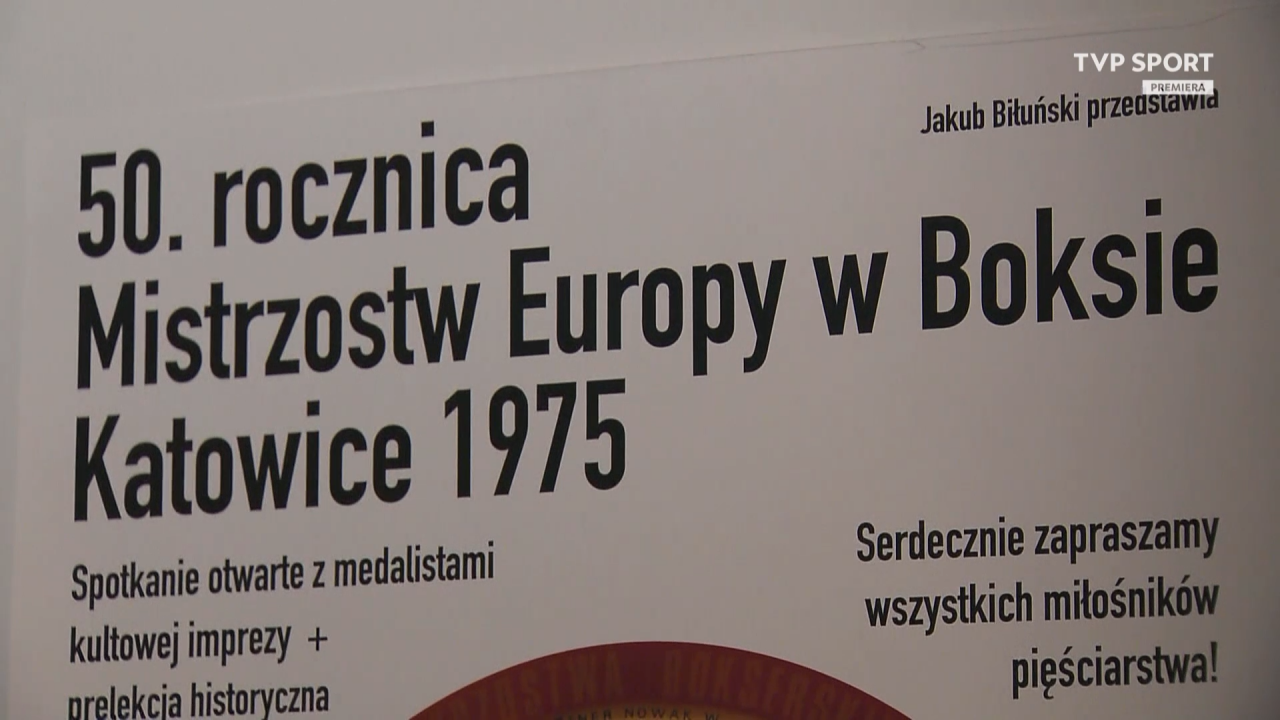 TVP SPORT
PREMIERA
Jakub Biłuński przedstawia
50. rocznica
Mistrzostw Europy w Boksie
Katowice 1975
Spotkanie otwarte z medalistami
kultowej imprezy +
prelekcja historyczna
Serdecznie zapraszamy
wszystkich miłośników
pięściarstwa!
NOWAK W